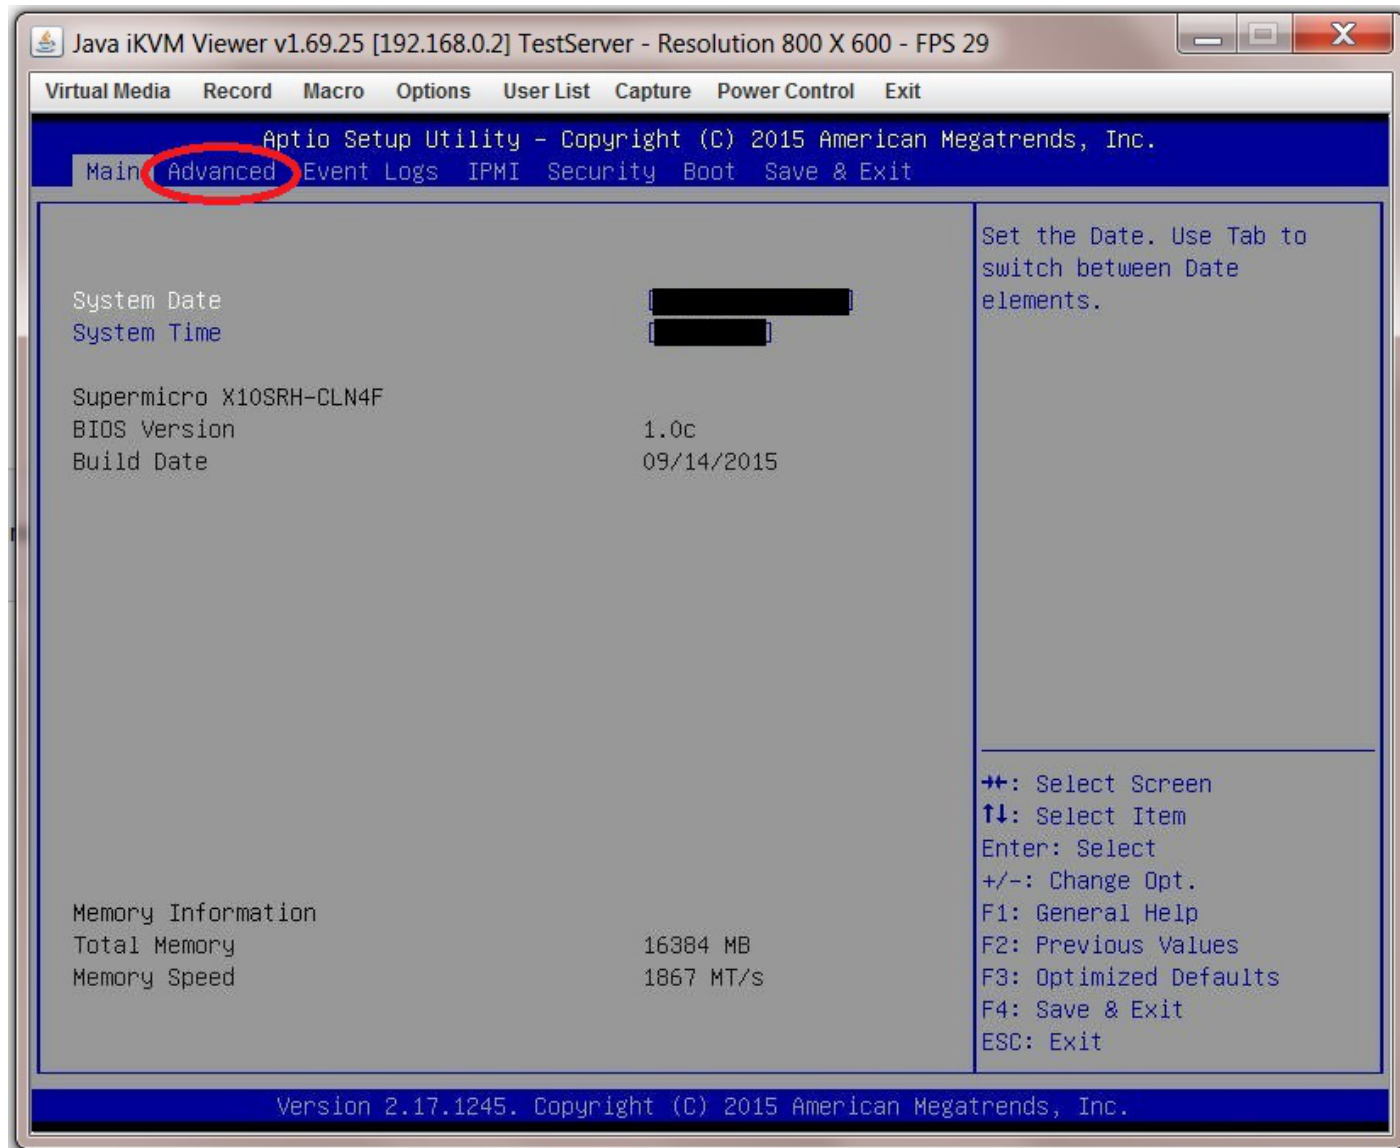 Java iKVM Viewer v1.69.25 [192.168.0.2] TestServer - Resolution 800 X 600 - FPS 29
Virtual Media Record Macro Options User List Capture Power Control Exit
Aptio Setup Utility - Copyright (C) 2015 American Megatrends, Inc.
Main Advanced Event Logs IPMI Security Boot Save & Exit
Set the Date. Use Tab to
switch between Date
elements.
System Date [ ]
System Time [ ]
Supermicro X10SRH-CLN4F
BIOS Version 1.0c
Build Date 09/14/2015
Memory Information
Total Memory 16384 MB
Memory Speed 1867 MT/s
→←: Select Screen
↑↓: Select Item
Enter: Select
+/-: Change Opt.
F1: General Help
F2: Previous Values
F3: Optimized Defaults
F4: Save & Exit
ESC: Exit
Version 2.17.1245. Copyright (C) 2015 American Megatrends, Inc.